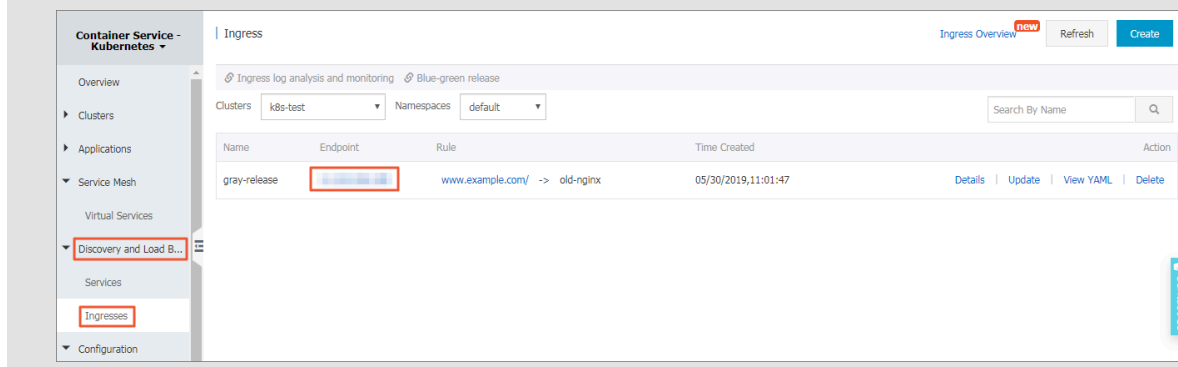 Container Service -
Kubernetes
Overview
Clusters
Applications
Service Mesh
Virtual Services
Discovery and Load B...
Services
Ingresses
Configuration
Ingress
Ingress Overview new Refresh Create
Ingress log analysis and monitoring Blue-green release
Clusters k8s-test Namespaces default Search By Name
Name Endpoint Rule Time Created Action
gray-release www.example.com/ -> old-nginx 05/30/2019,11:01:47 Details | Update | View YAML | Delete